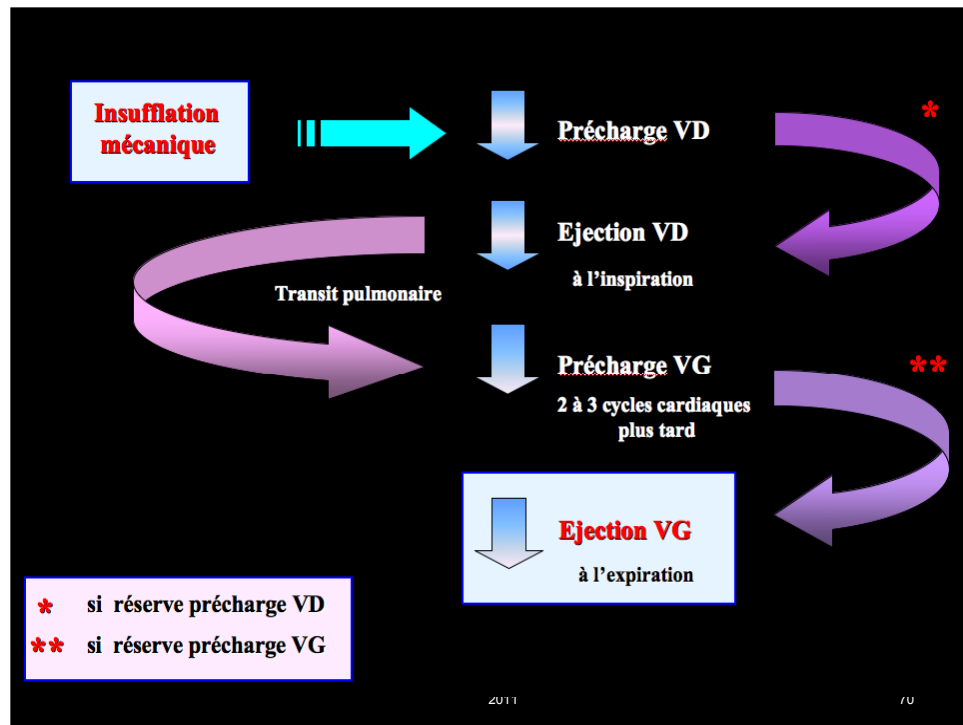 Insufflation
mécanique
Précharge VD
*
Ejection VD
à l'inspiration
Transit pulmonaire
Précharge VG
**
2 à 3 cycles cardiaques
plus tard
Ejection VG
à l'expiration
* si réserve précharge VD
** si réserve précharge VG
2011
70